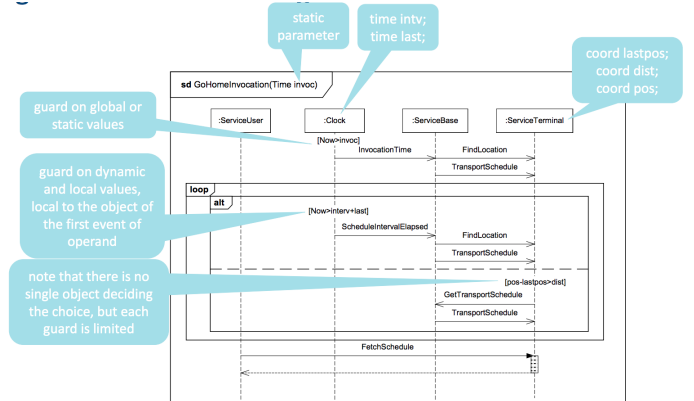 static
parameter
time intv;
time last;
coord lastpos;
coord dist;
coord pos;
sd GoHomeInvocation(Time invoc)
guard on global or
static values
:ServiceUser
:Clock
:ServiceBase
:ServiceTerminal
[Now>invoc]
InvocationTime
FindLocation
TransportSchedule
guard on dynamic
and local values,
local to the object of
the first event of
operand
loop
alt
[Now>interv+last]
ScheduleIntervalElapsed
FindLocation
TransportSchedule
note that there is no
single object deciding
the choice, but each
guard is limited
[pos-lastpos>dist]
GetTransportSchedule
TransportSchedule
FetchSchedule